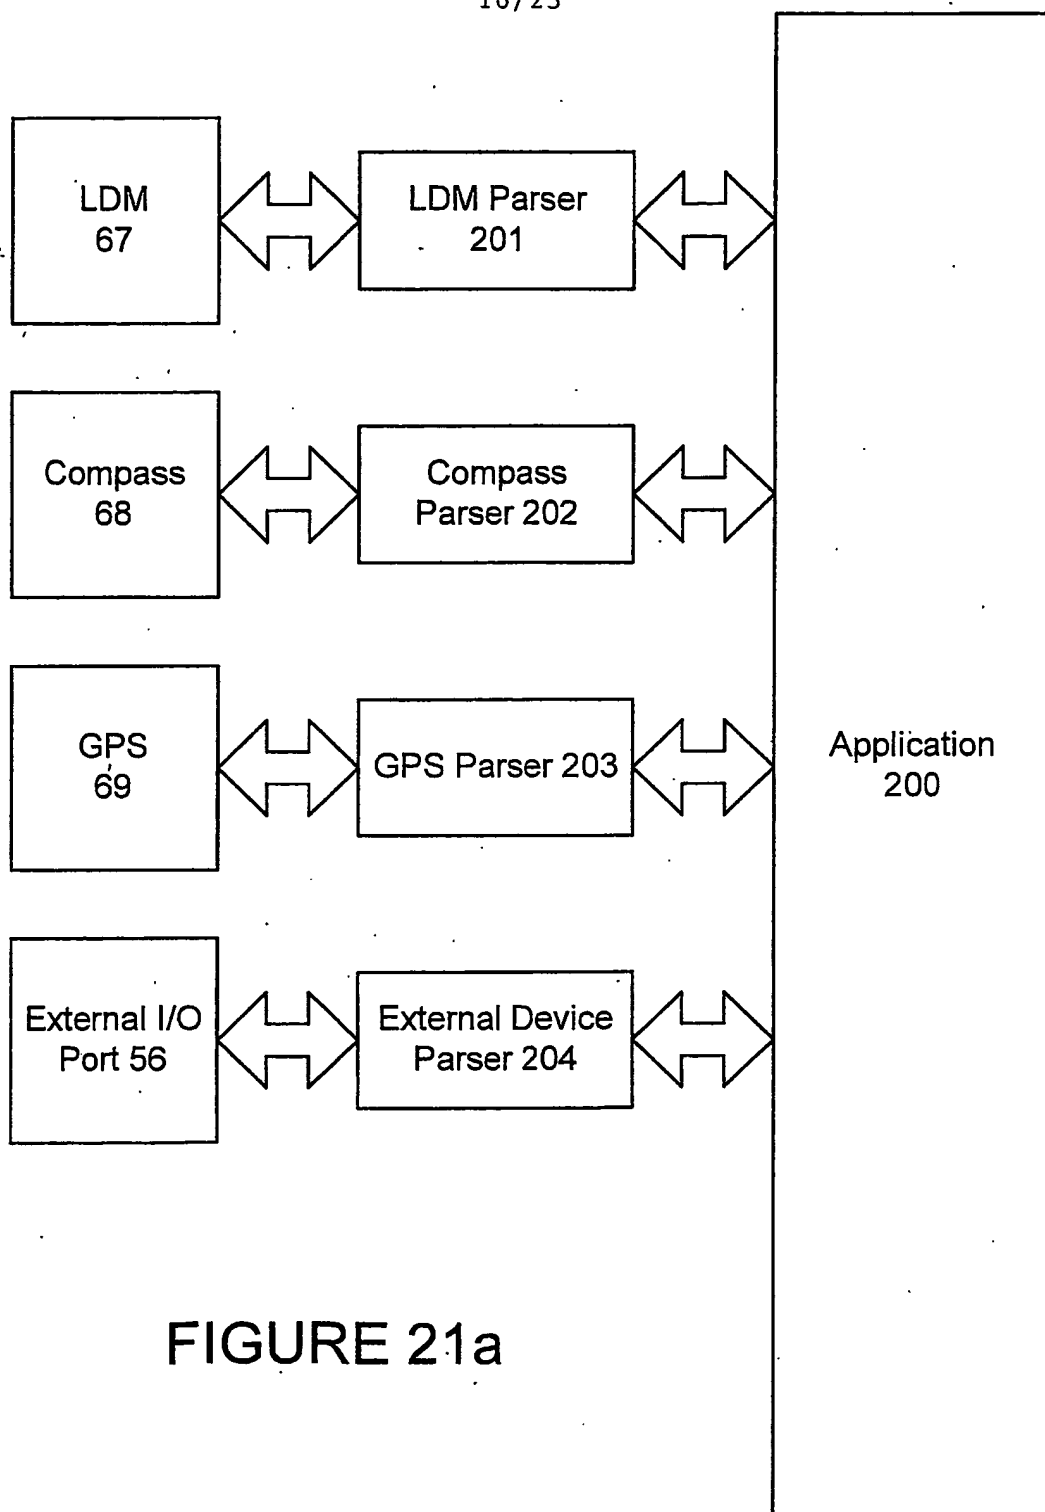 LDM
67
LDM Parser
201
Compass
68
Compass
Parser 202
GPS
69
GPS Parser 203
Application
200
External I/O
Port 56
External Device
Parser 204
FIGURE 21a